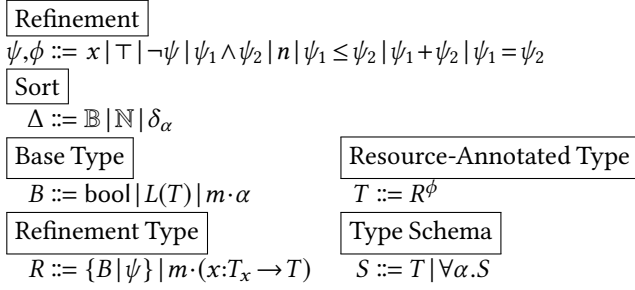 Refinement
ψ,ϕ ::= x | ⊤ | ¬ψ | ψ₁ ∧ ψ₂ | n | ψ₁ ≤ ψ₂ | ψ₁ + ψ₂ | ψ₁ = ψ₂
Sort
Δ ::= 𝔹 | ℕ | δ_α
Base Type Resource-Annotated Type
B ::= bool | L(T) | m·α T ::= R^ϕ
Refinement Type Type Schema
R ::= {B | ψ} | m·(x:Tₓ → T) S ::= T | ∀α.S